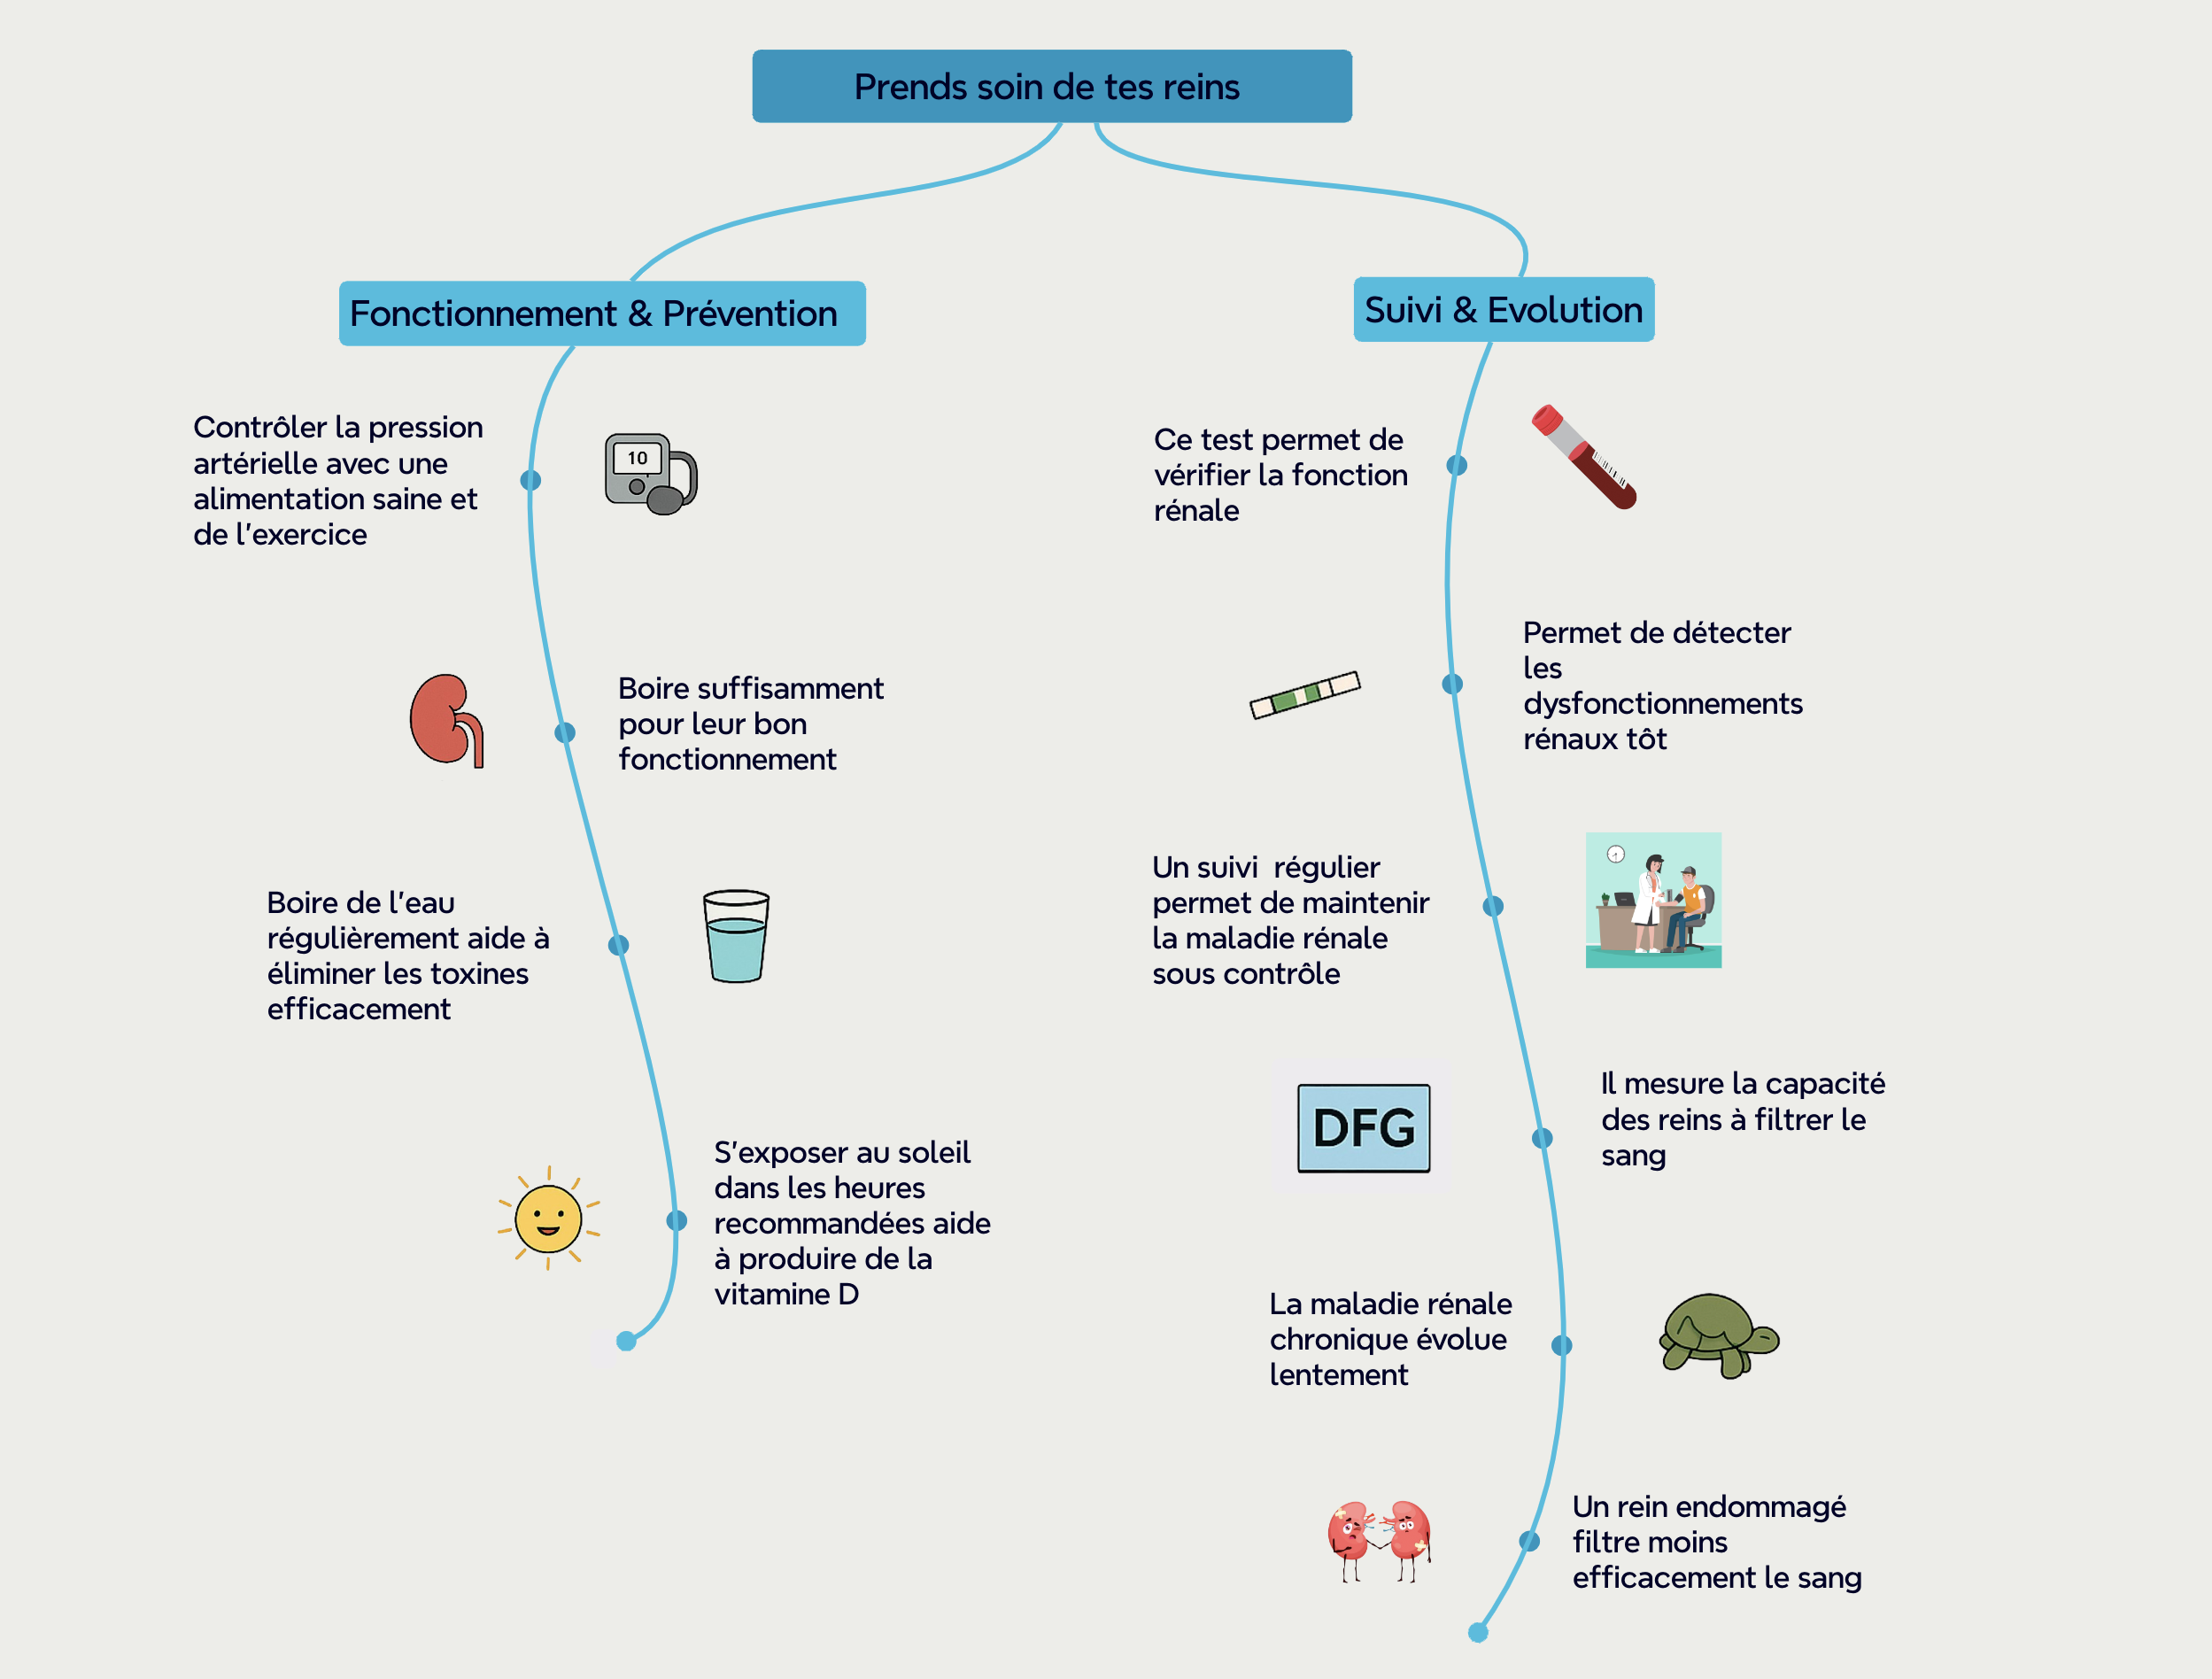 Prends soin de tes reins
Fonctionnement & Prévention
Contrôler la pression
artérielle avec une
alimentation saine et
de l'exercice
10
Boire suffisamment
pour leur bon
fonctionnement
Boire de l'eau
régulièrement aide à
éliminer les toxines
efficacement
S'exposer au soleil
dans les heures
recommandées aide
à produire de la
vitamine D
Suivi & Evolution
Ce test permet de
vérifier la fonction
rénale
Permet de détecter
les
dysfonctionnements
rénaux tôt
Un suivi  régulier
permet de maintenir
la maladie rénale
sous contrôle
DFG
Il mesure la capacité
des reins à filtrer le
sang
La maladie rénale
chronique évolue
lentement
Un rein endommagé
filtre moins
efficacement le sang